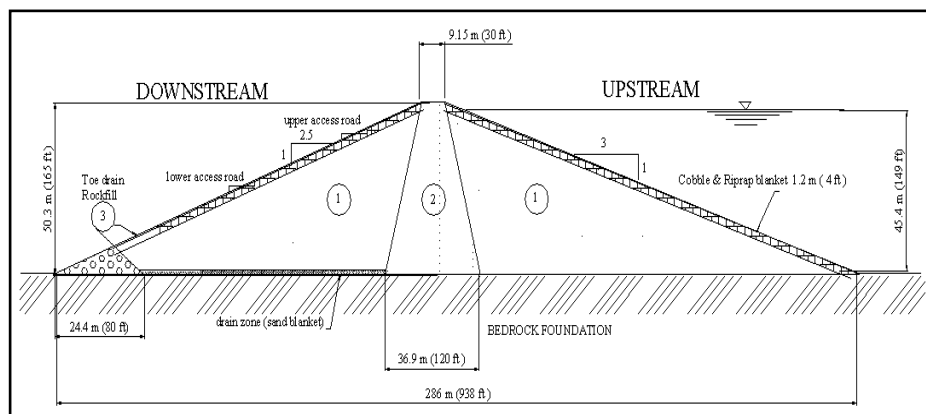 9.15 m (30 ft)
DOWNSTREAM
UPSTREAM
upper access road
2.5
1
3
1
lower access road
Toe drain
Rockfill
3
1
2
1
Cobble & Riprap blanket 1.2 m ( 4 ft)
50.3 m (165 ft)
45.4 m (149 ft)
drain zone (sand blanket)
24.4 m (80 ft)
BEDROCK FOUNDATION
36.9 m (120 ft)
286 m (938 ft)